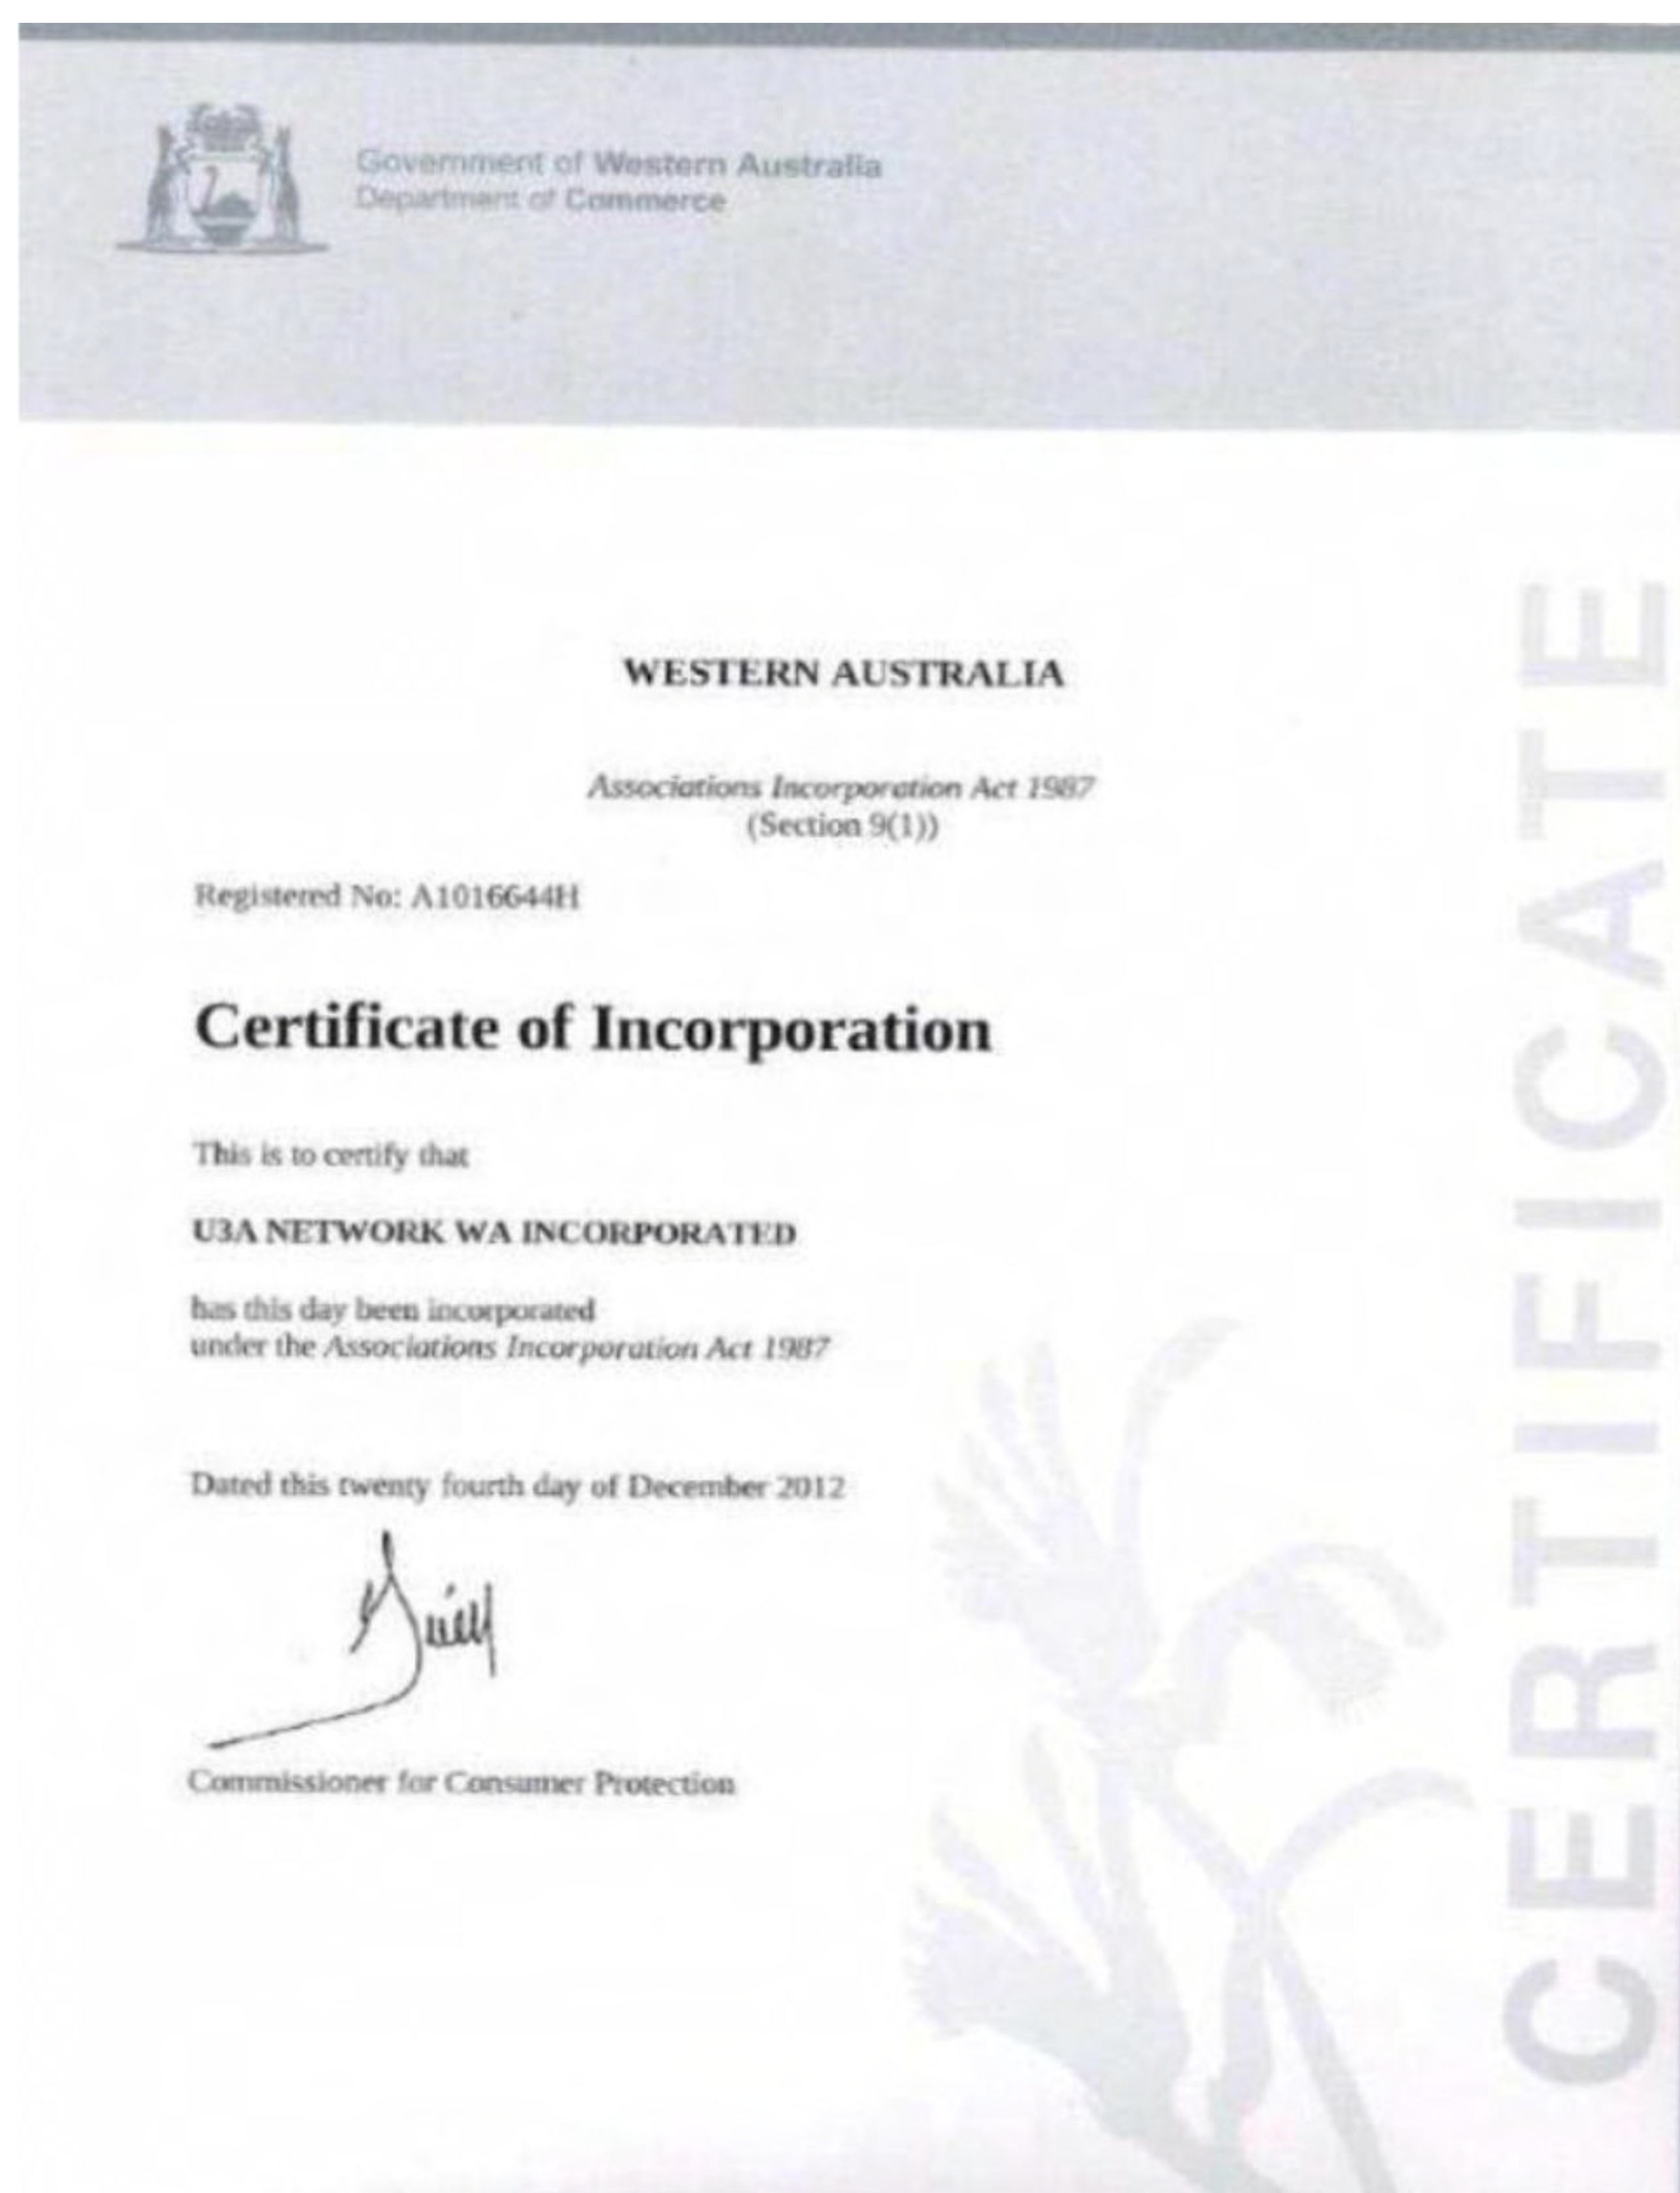 Government of Western Australia
Department of Commerce
WESTERN AUSTRALIA
Associations Incorporation Act 1987
(Section 9(1))
Registered No: A1016644H
Certificate of Incorporation
This is to certify that
U3A NETWORK WA INCORPORATED
has this day been incorporated
under the Associations Incorporation Act 1987
Dated this twenty fourth day of December 2012
Commissioner for Consumer Protection
CERTIFICATE